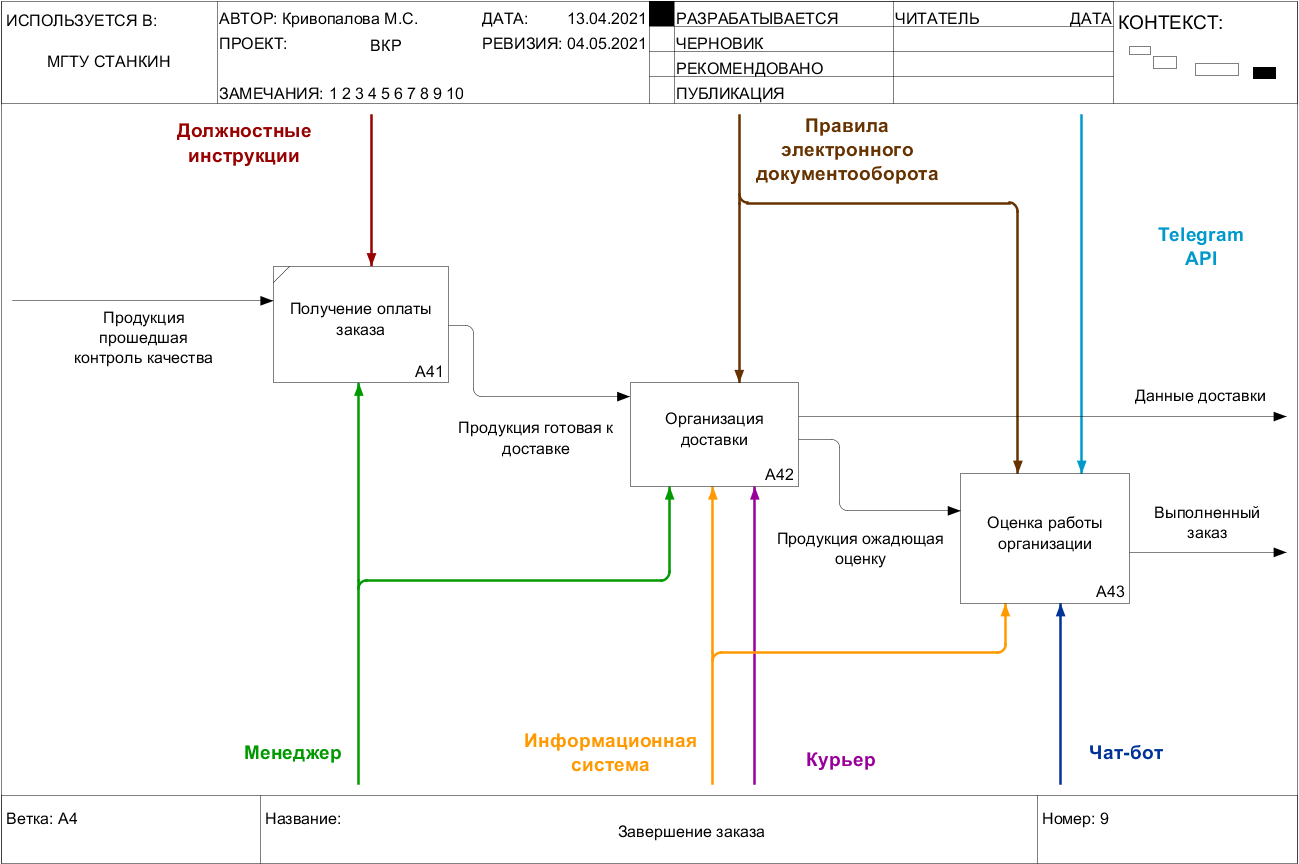 ИСПОЛЬЗУЕТСЯ В:
МГТУ СТАНКИН
АВТОР: Кривопалова М.С.
ДАТА: 13.04.2021
ПРОЕКТ: ВКР
РЕВИЗИЯ: 04.05.2021
ЗАМЕЧАНИЯ: 1 2 3 4 5 6 7 8 9 10
РАЗРАБАТЫВАЕТСЯ
ЧЕРНОВИК
РЕКОМЕНДОВАНО
ПУБЛИКАЦИЯ
ЧИТАТЕЛЬ ДАТА
КОНТЕКСТ:
Должностные
инструкции
Правила
электронного
документооборота
Telegram
API
Продукция
прошедшая
контроль качества
Получение оплаты
заказа
A41
Продукция готовая к
доставке
Организация
доставки
A42
Данные доставки
Продукция ожадющая
оценку
Оценка работы
организации
A43
Выполненный
заказ
Менеджер
Информационная
система
Курьер
Чат-бот
Ветка: A4
Название:
Завершение заказа
Номер: 9